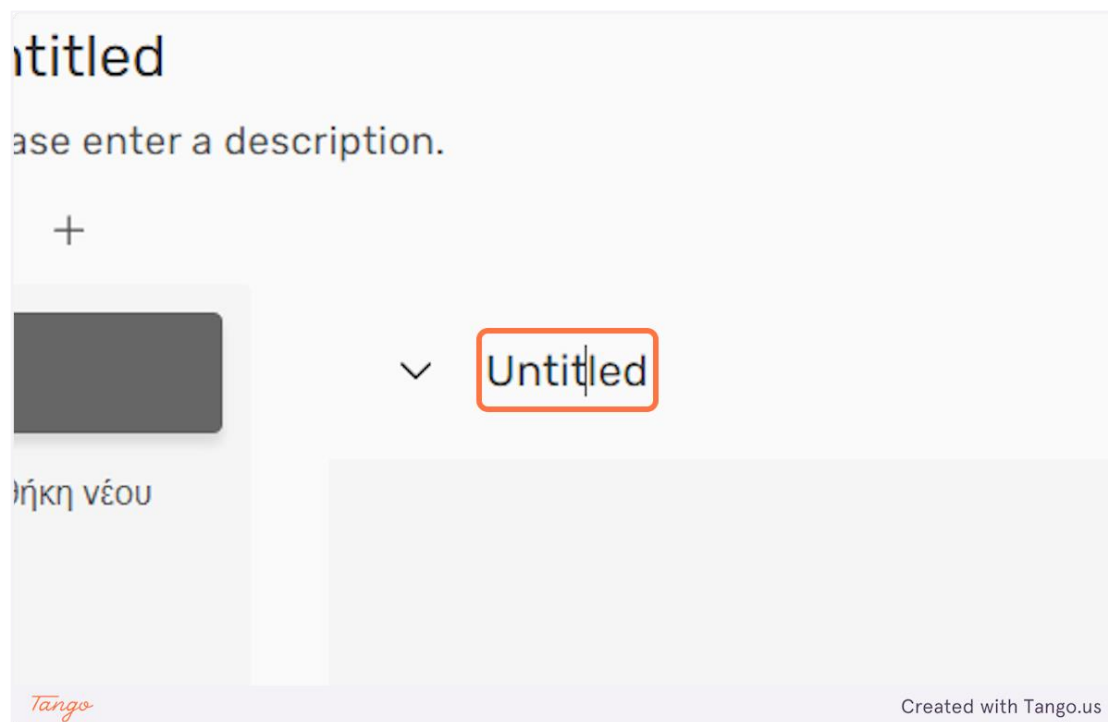 ntitled
ase enter a description.
+
Untitled
θήκη νέου
Tango
Created with Tango.us